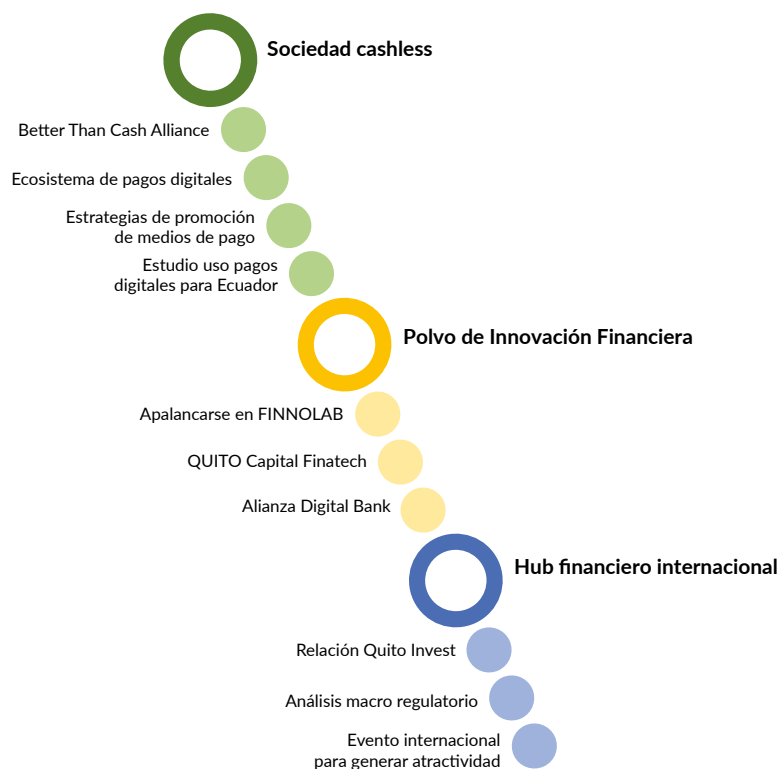 Sociedad cashless
Better Than Cash Alliance
Ecosistema de pagos digitales
Estrategias de promoción
de medios de pago
Estudio uso pagos
digitales para Ecuador
Polvo de Innovación Financiera
Apalancarse en FINNOLAB
QUITO Capital Finatech
Alianza Digital Bank
Hub financiero internacional
Relación Quito Invest
Análisis macro regulatorio
Evento internacional
para generar atractividad